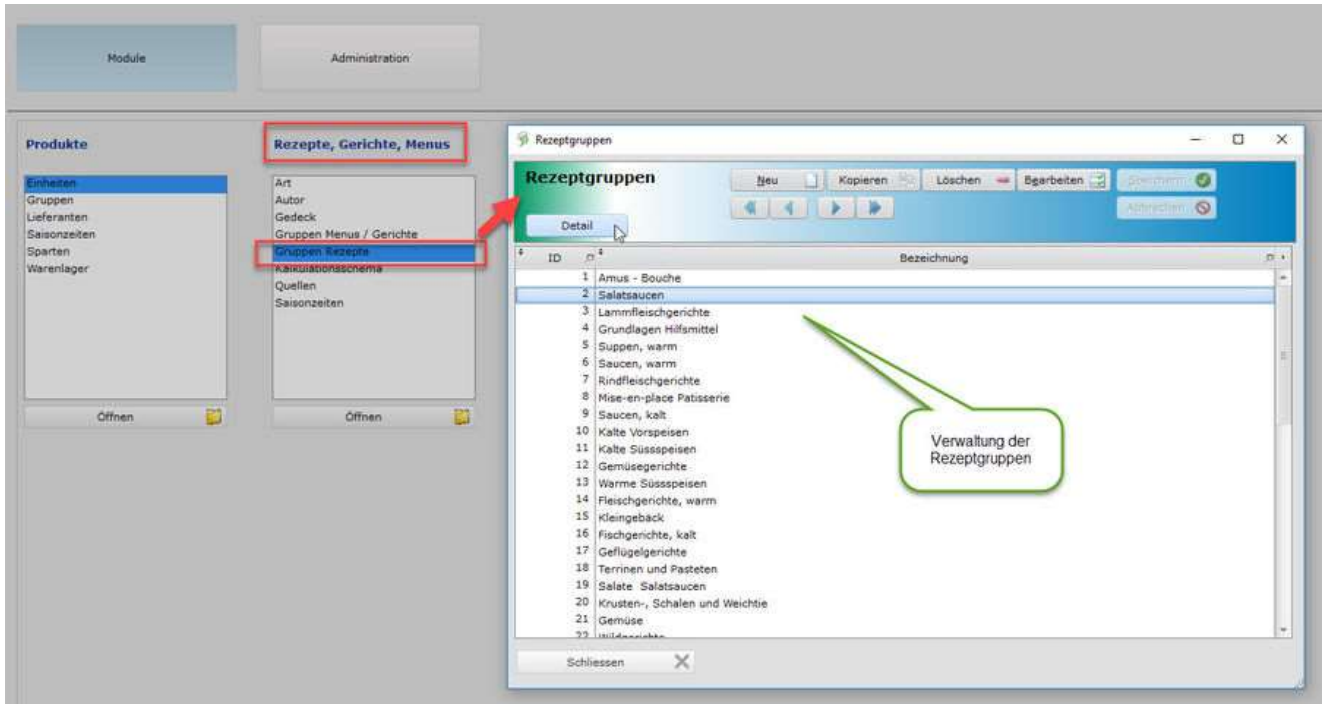 Module
Administration
Produkte
Einheiten
Gruppen
Lieferanten
Saisonzeiten
Sparten
Warenlager
Öffnen
Rezepte, Gerichte, Menus
Art
Autor
Gedeck
Gruppen Menus / Gerichte
Gruppen Rezepte
Kalkulationsschema
Quellen
Saisonzeiten
Öffnen
Rezeptgruppen
Rezeptgruppen
Neu
Kopieren
Löschen
Bearbeiten
Speichern
Abbrechen
Detail
ID Bezeichnung
1 Amus - Bouche
2 Salatsaucen
3 Lammfleischgerichte
4 Grundlagen Hilfsmittel
5 Suppen, warm
6 Saucen, warm
7 Rindfleischgerichte
8 Mise-en-place Patisserie
9 Saucen, kalt
10 Kalte Vorspeisen
11 Kalte Süssspeisen
12 Gemüsegerichte
13 Warme Süssspeisen
14 Fleischgerichte, warm
15 Kleingebäck
16 Fischgerichte, kalt
17 Geflügelgerichte
18 Terrinen und Pasteten
19 Salate Salatsaucen
20 Krusten-, Schalen und Weichtie
21 Gemüse
22 Wildgerichte
Verwaltung der
Rezeptgruppen
Schliessen